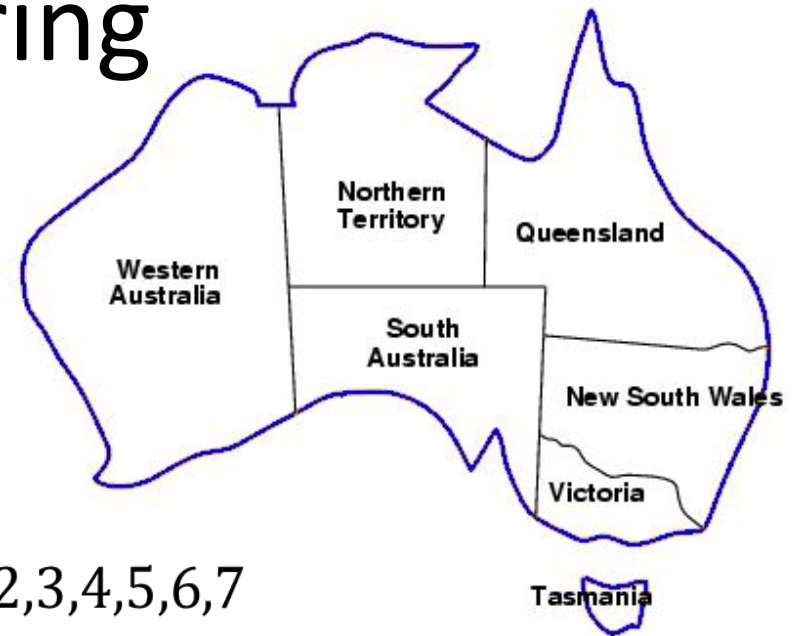 ring
Northern
Territory
Queensland
Western
Australia
South
Australia
New South Wales
Victoria
2,3,4,5,6,7
Tasmania